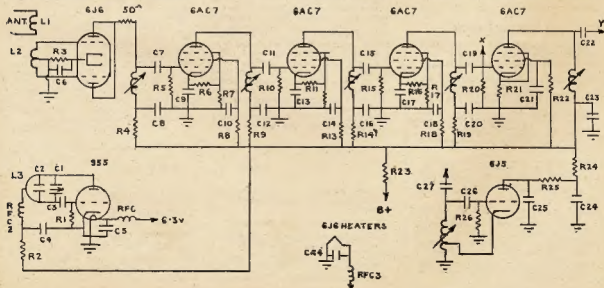 ANT. L1 6J6 50~ 6AC7 6AC7 6AC7 6AC7
L2 R3 C6 C7 C11 C15 C19 X Y C22
R5 C9 R6 R7 R10 R11 C13 R15 R16 C17 R17 R20 R21 C21 R22
R4 C8 C10 R8 R9 C12 C14 R13 R14 C16 C18 R18 R19 C20 C23
L3 C2 C1 955 R23 6J5 R24
C3 RFC 6·3V B+ X C27 C26 R25
RFC2 R1 C4 C5 6J6 HEATERS R26 C25 C24
R2 RFC3